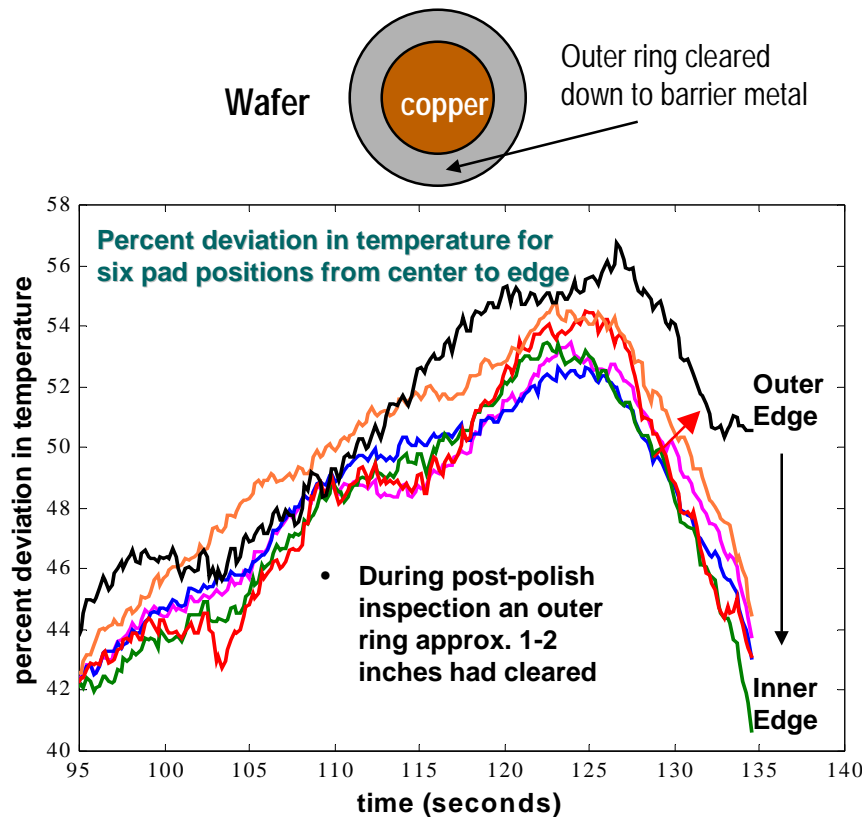 Wafer
copper
Outer ring cleared
down to barrier metal
Percent deviation in temperature for
six pad positions from center to edge
percent deviation in temperature
58
56
54
52
50
48
46
44
42
40
Outer
Edge
• During post-polish
inspection an outer
ring approx. 1-2
inches had cleared
Inner
Edge
95 100 105 110 115 120 125 130 135 140
time (seconds)